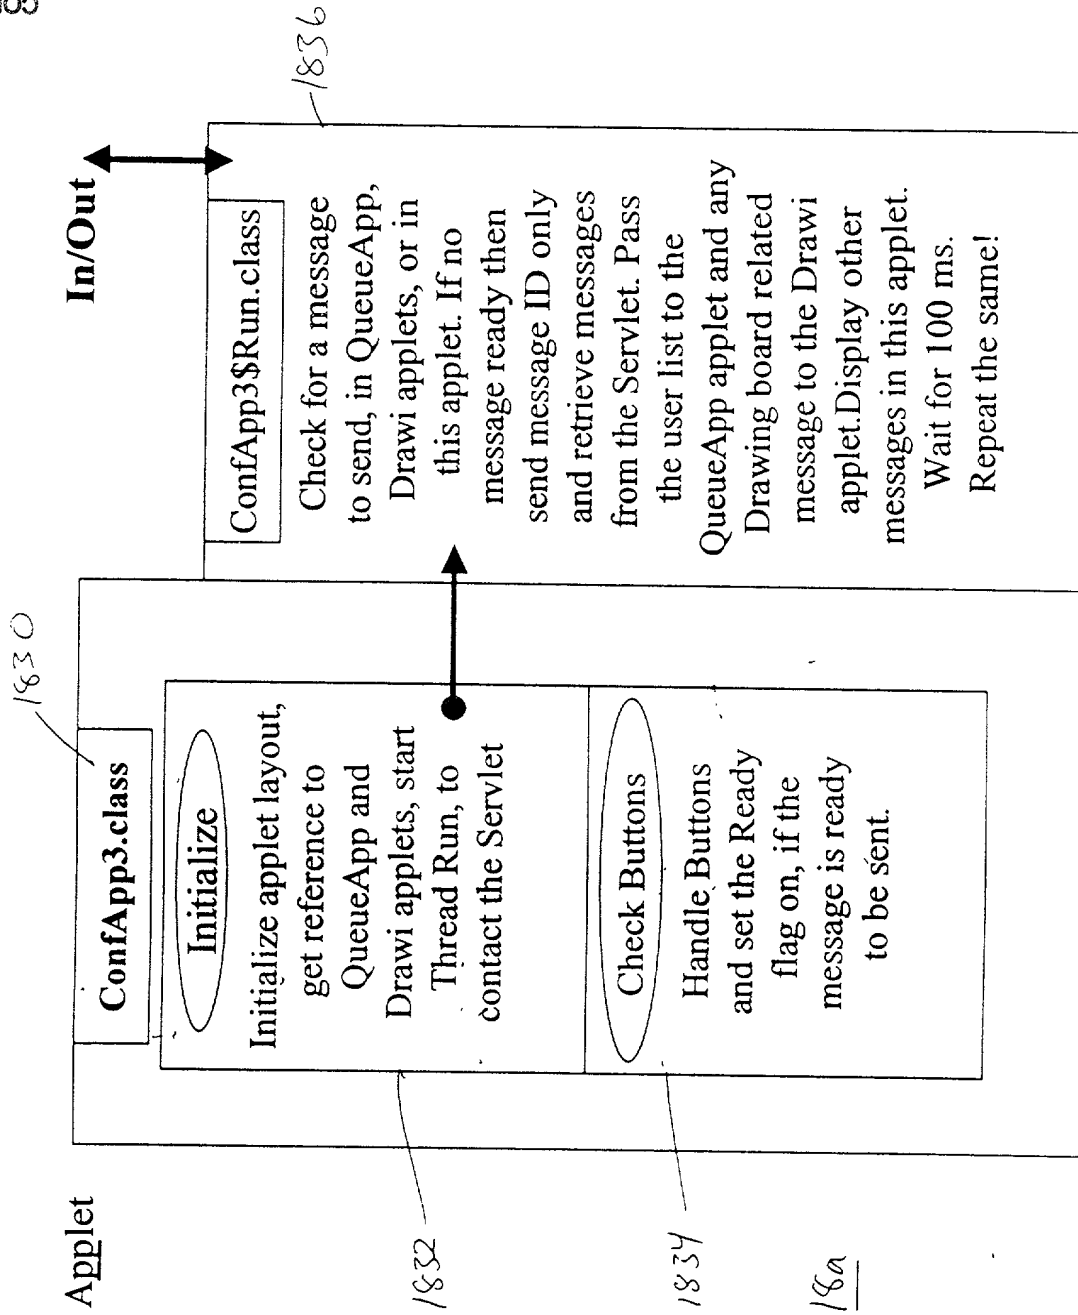 Applet
1830
ConfApp3.class
Initialize
Initialize applet layout,
get reference to
QueueApp and
Drawi applets, start
Thread Run, to
contact the Servlet
1832
Check Buttons
Handle Buttons
and set the Ready
flag on, if the
message is ready
to be sent.
1834
18a
In/Out
1836
ConfApp3$Run.class
Check for a message
to send, in QueueApp,
Drawi applets, or in
this applet. If no
message ready then
send message ID only
and retrieve messages
from the Servlet. Pass
the user list to the
QueueApp applet and any
Drawing board related
message to the Drawi
applet.Display other
messages in this applet.
Wait for 100 ms.
Repeat the same!